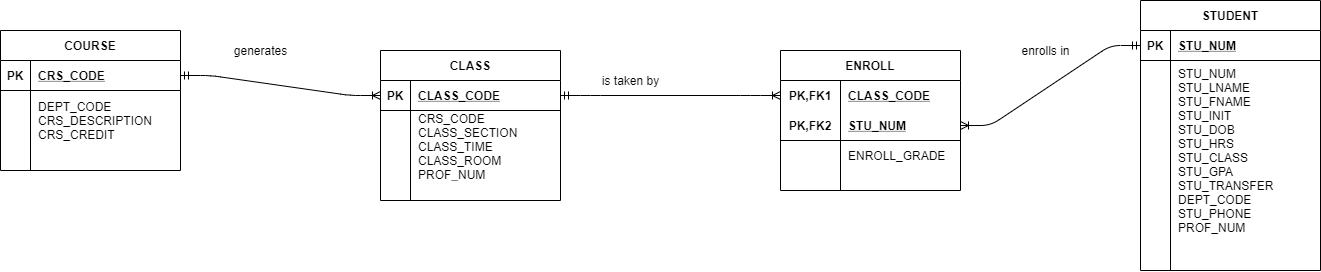 COURSE
PK CRS_CODE
DEPT_CODE
CRS_DESCRIPTION
CRS_CREDIT
generates
CLASS
PK CLASS_CODE
CRS_CODE
CLASS_SECTION
CLASS_TIME
CLASS_ROOM
PROF_NUM
is taken by
ENROLL
PK,FK1 CLASS_CODE
PK,FK2 STU_NUM
ENROLL_GRADE
enrolls in
STUDENT
PK STU_NUM
STU_NUM
STU_LNAME
STU_FNAME
STU_INIT
STU_DOB
STU_HRS
STU_CLASS
STU_GPA
STU_TRANSFER
DEPT_CODE
STU_PHONE
PROF_NUM